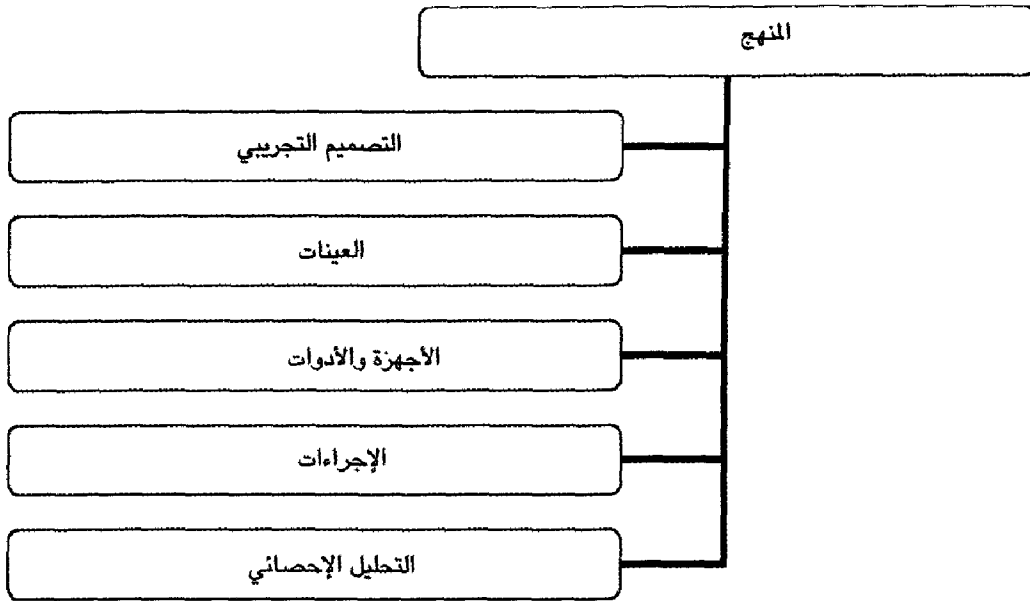 المنهج
التصميم التجريبي
العينات
الأجهزة والأدوات
الإجراءات
التحليل الإحصائي